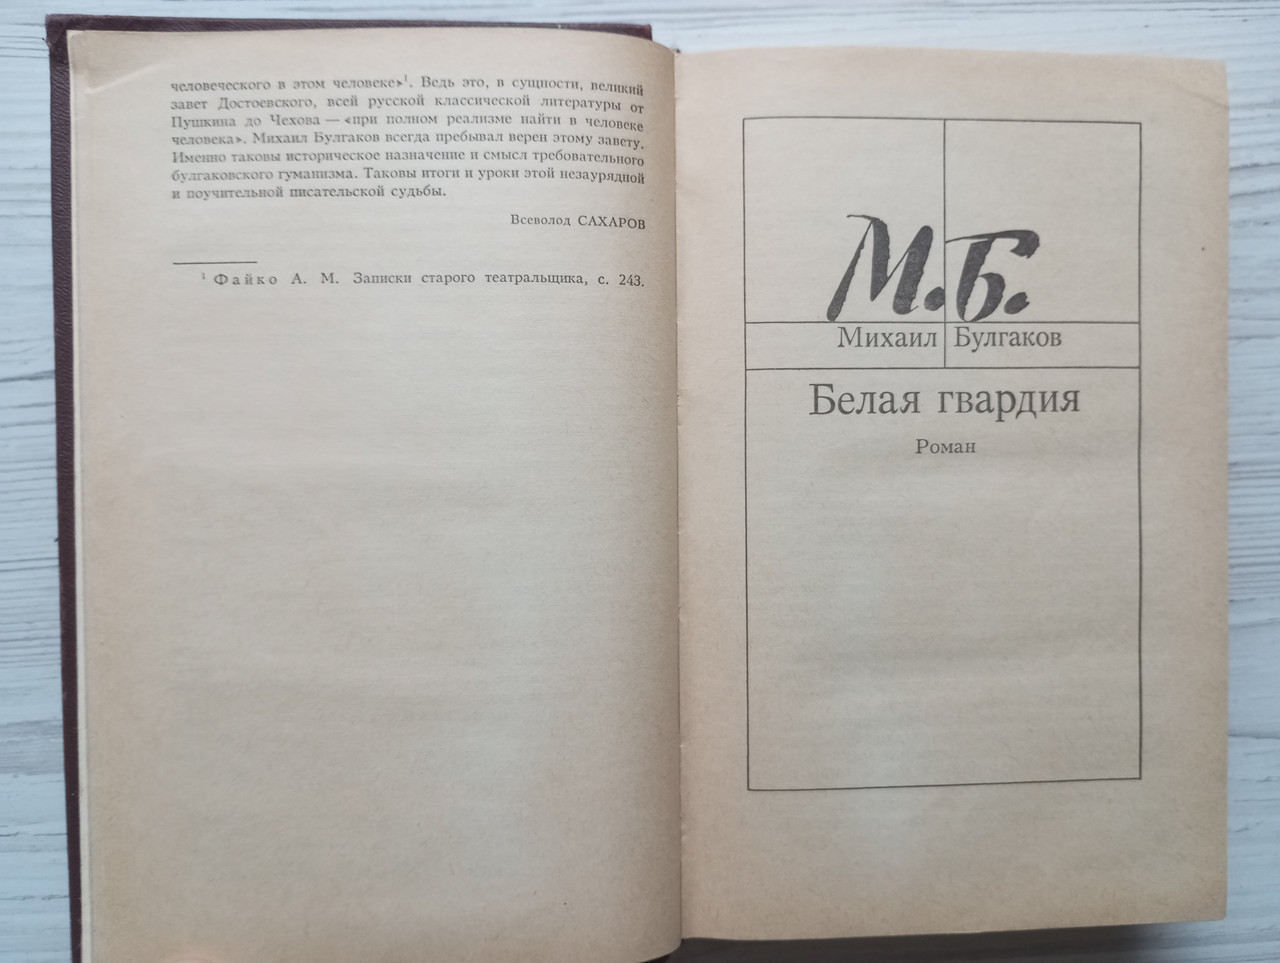 человеческого в этом человеке»¹. Ведь это, в сущности, великий
завет Достоевского, всей русской классической литературы от
Пушкина до Чехова — «при полном реализме найти в человеке
человека». Михаил Булгаков всегда пребывал верен этому завету.
Именно таковы историческое назначение и смысл требовательного
булгаковского гуманизма. Таковы итоги и уроки этой незаурядной
и поучительной писательской судьбы.
Всеволод САХАРОВ
¹ Файко А. М. Записки старого театральщика, с. 243.
М.Б.
Михаил Булгаков
Белая гвардия
Роман